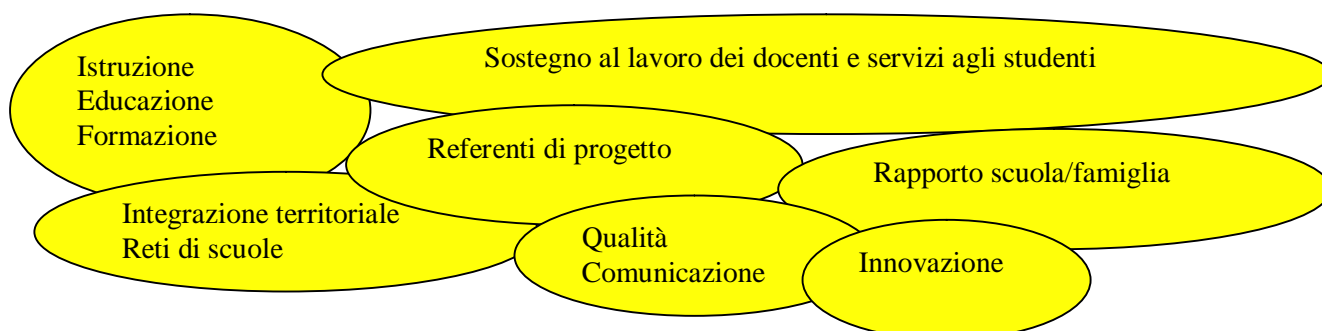 Istruzione
Educazione
Formazione
Sostegno al lavoro dei docenti e servizi agli studenti
Referenti di progetto
Rapporto scuola/famiglia
Integrazione territoriale
Reti di scuole
Qualità
Comunicazione
Innovazione